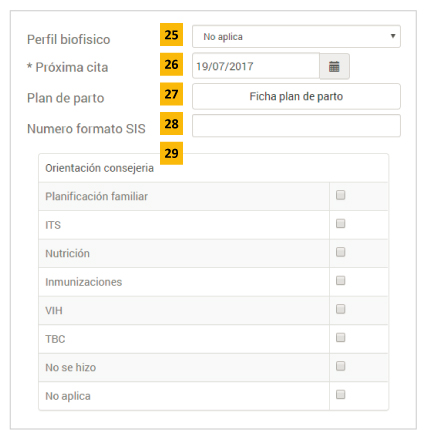 Perfil biofisico 25 No aplica
* Próxima cita 26 19/07/2017
Plan de parto 27 Ficha plan de parto
Numero formato SIS 28
29
Orientación consejeria
Planificación familiar
ITS
Nutrición
Inmunizaciones
VIH
TBC
No se hizo
No aplica